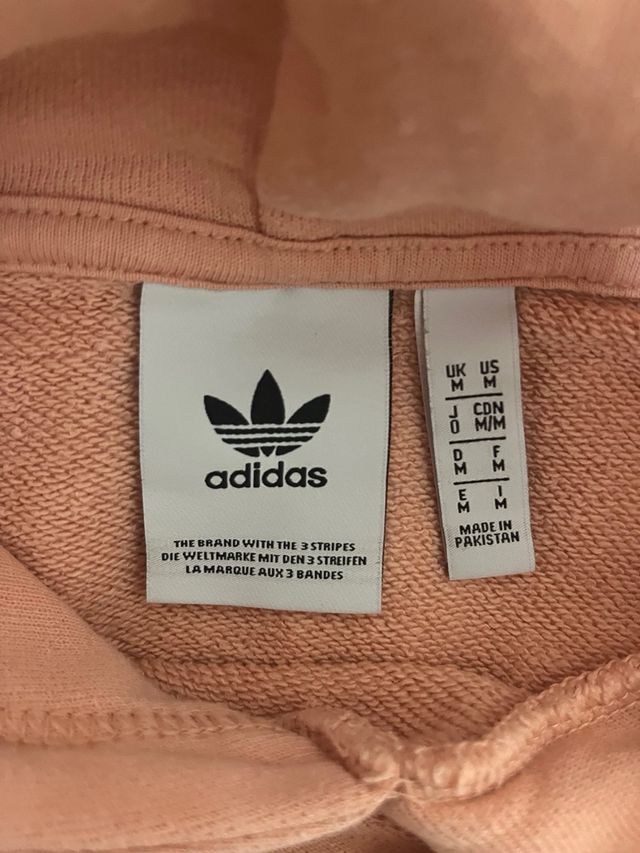 adidas
THE BRAND WITH THE 3 STRIPES
DIE WELTMARKE MIT DEN 3 STREIFEN
LA MARQUE AUX 3 BANDES
UK US
M M
J CDN
O M/M
D F
M M
E I
M M
MADE IN
PAKISTAN